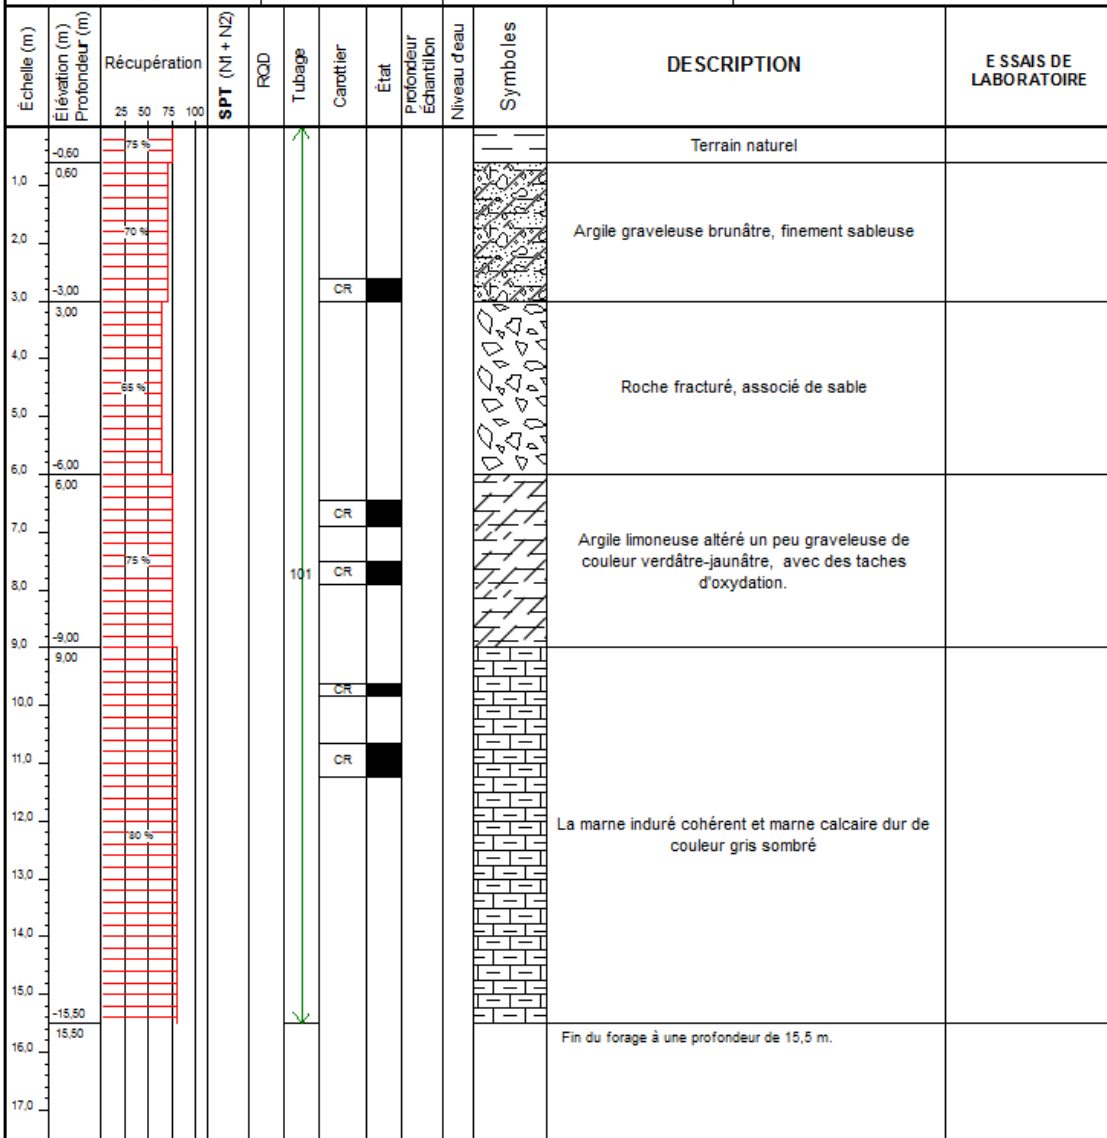 Échelle (m)
Élévation (m)
Profondeur (m)
Récupération
25 50 75 100
SPT (N1 + N2)
RQD
Tubage
Carottier
État
Profondeur
Échantillon
Niveau d'eau
Symboles
DESCRIPTION
E SSAIS DE
LABORATOIRE
75 %
Terrain naturel
-0,60
0,60
1,0
70 %
Argile graveleuse brunâtre, finement sableuse
2,0
CR
-3,00
3,0
3,00
4,0
65 %
Roche fracturé, associé de sable
5,0
-6,00
6,0
6,00
CR
7,0
Argile limoneuse altéré un peu graveleuse de
75 %
couleur verdâtre-jaunâtre, avec des taches
101
CR
d'oxydation.
8,0
-9,00
9,0
9,00
CR
10,0
11,0
CR
12,0
La marne induré cohérent et marne calcaire dur de
80 %
couleur gris sombré
13,0
14,0
15,0
-15,50
15,50
Fin du forage à une profondeur de 15,5 m.
16,0
17,0